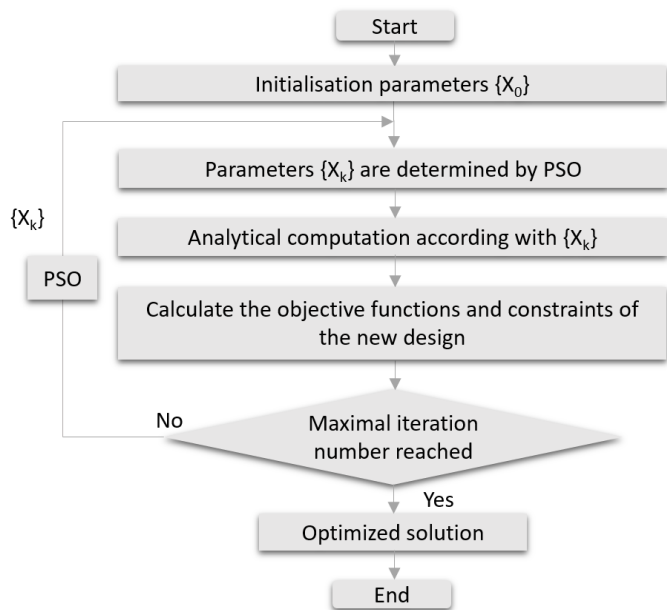 Start
Initialisation parameters {X₀}
Parameters {Xₖ} are determined by PSO
{Xₖ}
Analytical computation according with {Xₖ}
PSO
Calculate the objective functions and constraints of
the new design
No
Maximal iteration
number reached
Yes
Optimized solution
End